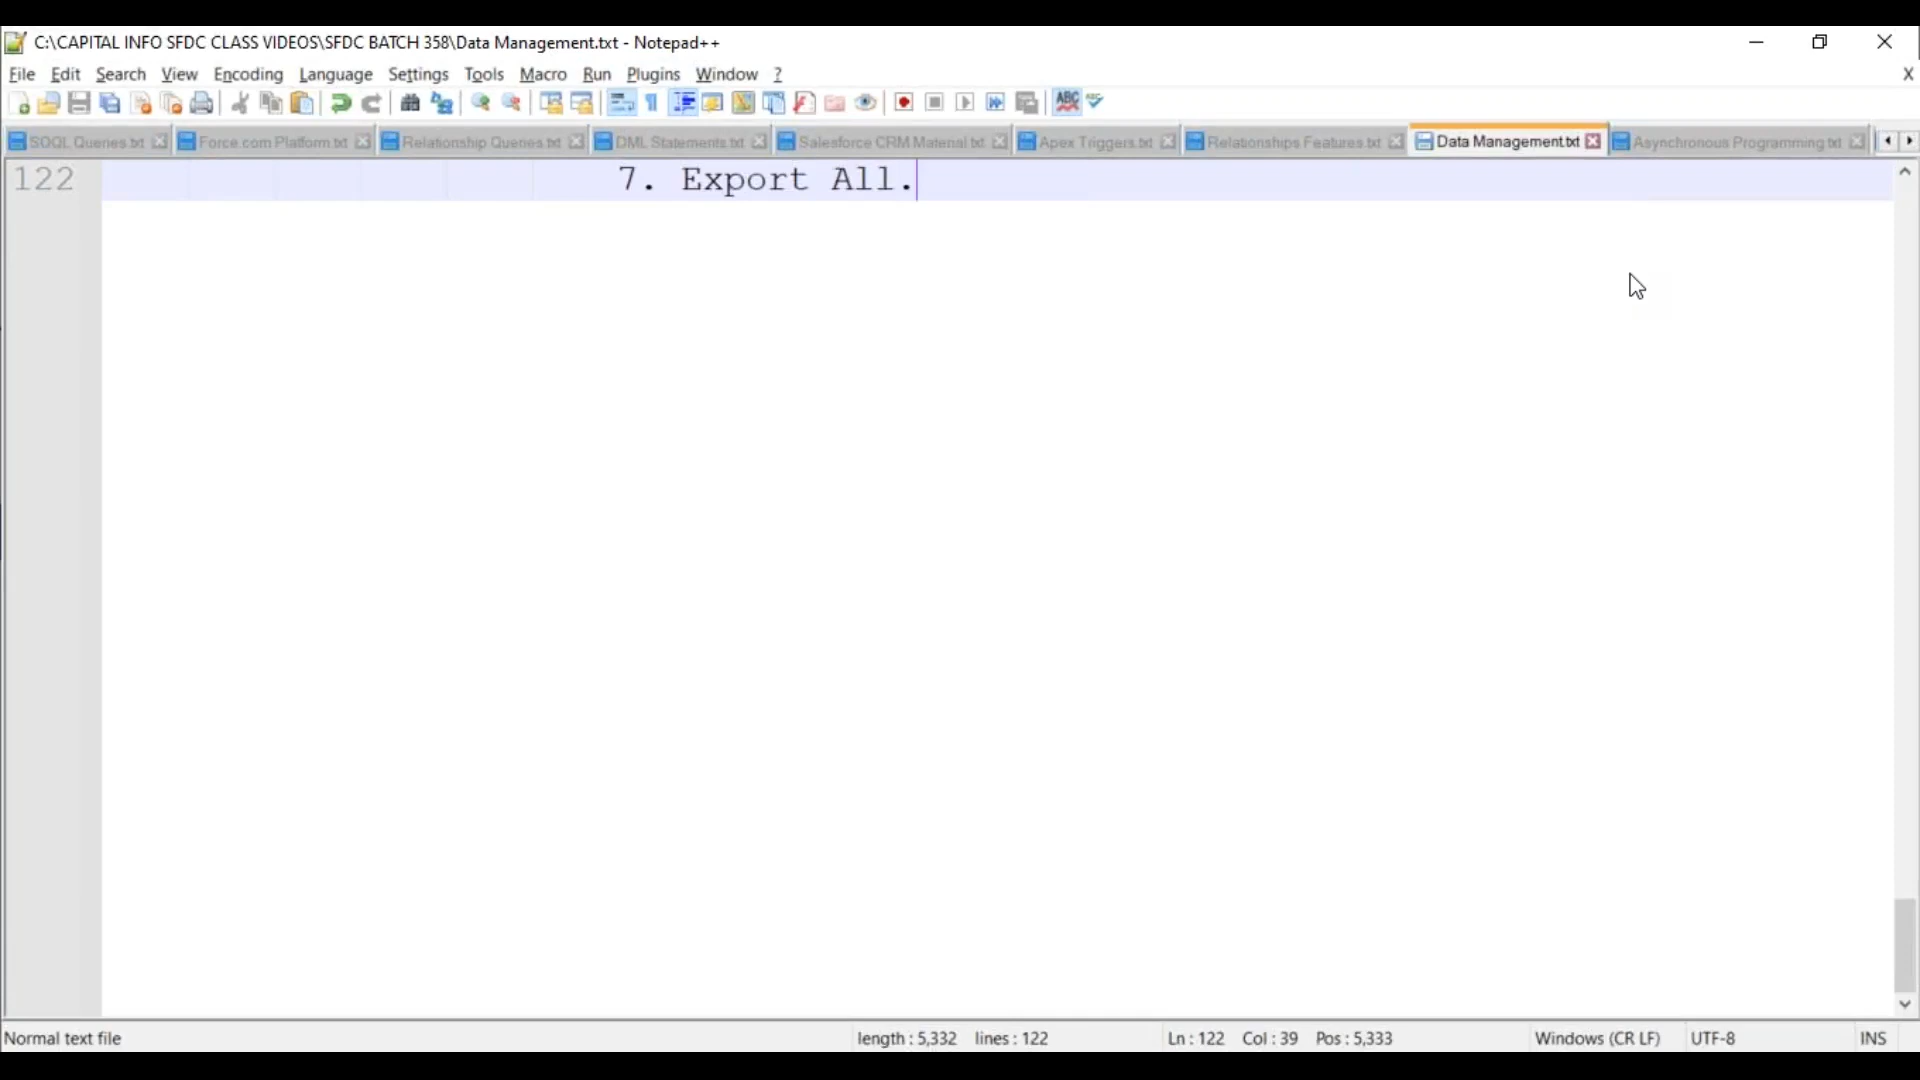 C:\CAPITAL INFO SFDC CLASS VIDEOS\SFDC BATCH 358\Data Management.txt - Notepad++
File Edit Search View Encoding Language Settings Tools Macro Run Plugins Window ?
X
ABC
SOQL Queries.txt Force.com Platform.txt Relationship Queries.txt DML Statements.txt Salesforce CRM Material.txt Apex Triggers.txt Relationships Features.txt Data Management.txt Asynchronous Programming.txt
122 7. Export All.
Normal text file length : 5,332 lines : 122 Ln : 122 Col : 39 Pos : 5,333 Windows (CR LF) UTF-8 INS